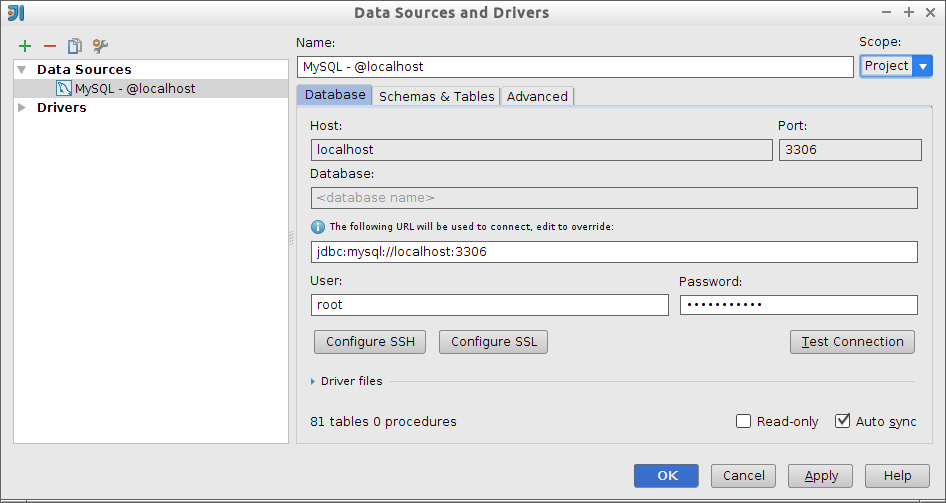 Data Sources and Drivers
Name:
Scope:
Data Sources
MySQL - @localhost
Project
MySQL - @localhost
Drivers
Database
Schemas & Tables
Advanced
Host:
Port:
localhost
3306
Database:
<database name>
The following URL will be used to connect, edit to override:
jdbc:mysql://localhost:3306
User:
Password:
root
•••••••••••
Configure SSH
Configure SSL
Test Connection
Driver files
81 tables 0 procedures
Read-only
Auto sync
OK
Cancel
Apply
Help